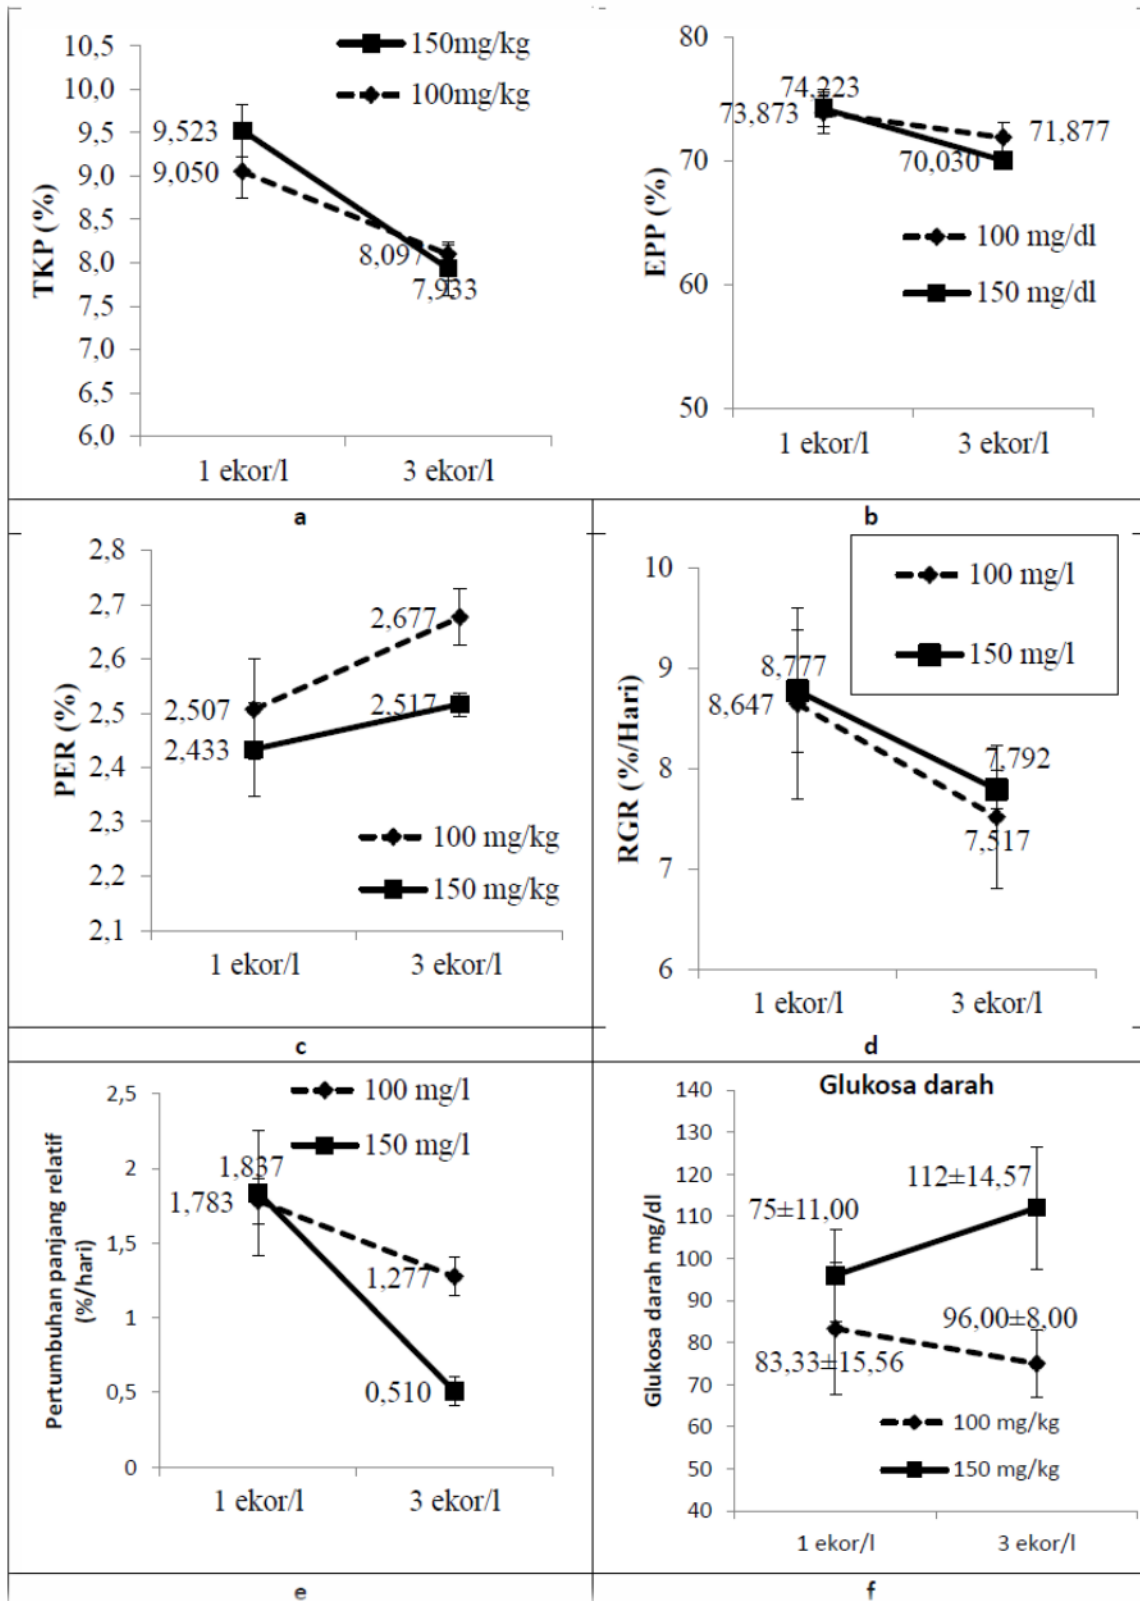 10,5
10,0
9,5
9,0
8,5
8,0
7,5
7,0
6,5
6,0
TKP (%)
150mg/kg
100mg/kg
9,523
9,050
8,097
7,933
1 ekor/l
3 ekor/l
a
80
70
60
50
EPP (%)
74,223
73,873
71,877
70,030
100 mg/dl
150 mg/dl
1 ekor/l
3 ekor/l
b
2,8
2,7
2,6
2,5
2,4
2,3
2,2
2,1
PER (%)
2,677
2,507
2,517
2,433
100 mg/kg
150 mg/kg
1 ekor/l
3 ekor/l
c
10
9
8
7
6
RGR (%/Hari)
100 mg/l
150 mg/l
8,777
8,647
7,792
7,517
1 ekor/l
3 ekor/l
d
2,5
2
1,5
1
0,5
0
Pertumbuhan panjang relatif
(%/hari)
100 mg/l
150 mg/l
1,837
1,783
1,277
0,510
1 ekor/l
3 ekor/l
e
Glukosa darah
140
130
120
110
100
90
80
70
60
50
40
Glukosa darah mg/dl
112±14,57
75±11,00
96,00±8,00
83,33±15,56
100 mg/kg
150 mg/kg
1 ekor/l
3 ekor/l
f